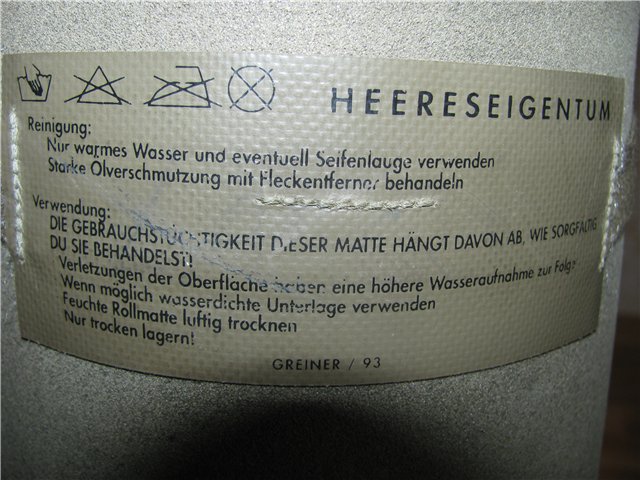 HEERESEIGENTUM
Reinigung:
Nur warmes Wasser und eventuell Seifenlauge verwenden
Starke Ölverschmutzung mit Fleckentferner behandeln
Verwendung:
DIE GEBRAUCHSTÜCHTIGKEIT DIESER MATTE HÄNGT DAVON AB, WIE SORGFÄLTIG
DU SIE BEHANDELST!
Verletzungen der Oberfläche haben eine höhere Wasseraufnahme zur Folge
Wenn möglich wasserdichte Unterlage verwenden
Feuchte Rollmatte luftig trocknen
Nur trocken lagern!
GREINER / 93